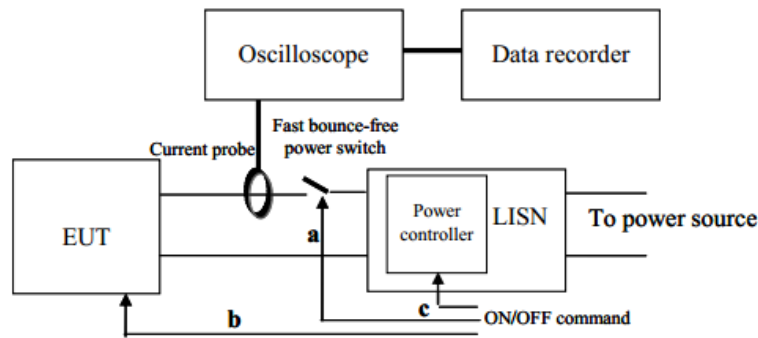 Oscilloscope
Data recorder
Fast bounce-free
power switch
Current probe
EUT
Power
controller
LISN
To power source
a
c
ON/OFF command
b